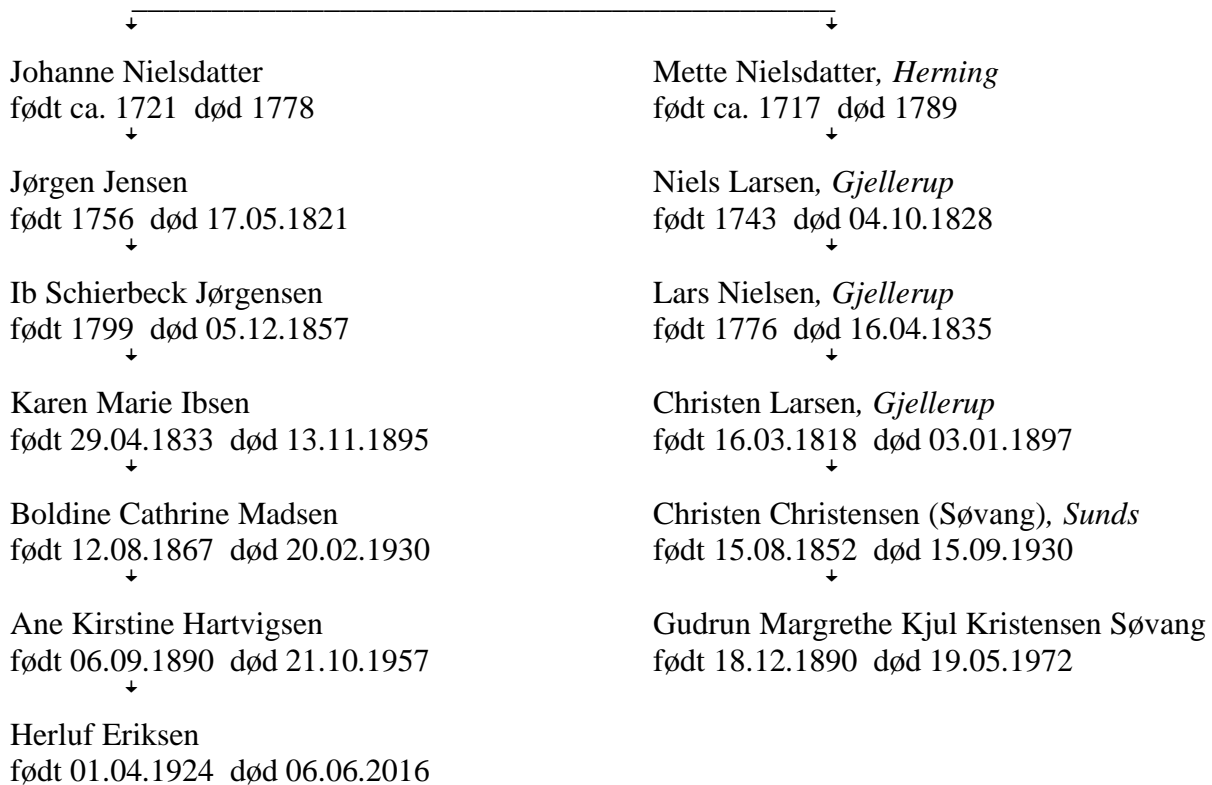 Johanne Nielsdatter
født ca. 1721 død 1778
Jørgen Jensen
født 1756 død 17.05.1821
Ib Schierbeck Jørgensen
født 1799 død 05.12.1857
Karen Marie Ibsen
født 29.04.1833 død 13.11.1895
Boldine Cathrine Madsen
født 12.08.1867 død 20.02.1930
Ane Kirstine Hartvigsen
født 06.09.1890 død 21.10.1957
Herluf Eriksen
født 01.04.1924 død 06.06.2016
Mette Nielsdatter, Herning
født ca. 1717 død 1789
Niels Larsen, Gjellerup
født 1743 død 04.10.1828
Lars Nielsen, Gjellerup
født 1776 død 16.04.1835
Christen Larsen, Gjellerup
født 16.03.1818 død 03.01.1897
Christen Christensen (Søvang), Sunds
født 15.08.1852 død 15.09.1930
Gudrun Margrethe Kjul Kristensen Søvang
født 18.12.1890 død 19.05.1972